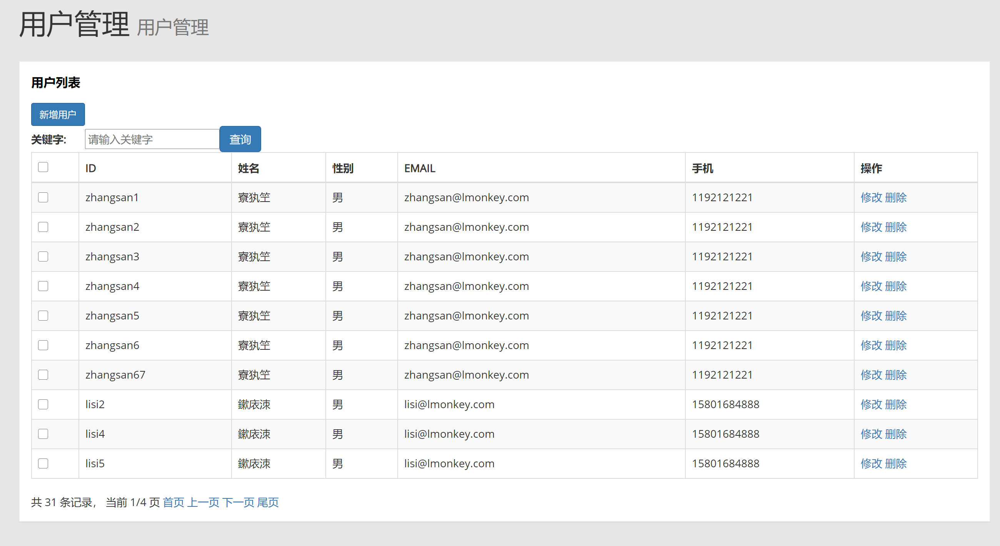 用户管理 用户管理
用户列表
新增用户
关键字: 请输入关键字 查询
ID 姓名 性别 EMAIL 手机 操作
zhangsan1 寮犱笁 男 zhangsan@lmonkey.com 1192121221 修改 删除
zhangsan2 寮犱笁 男 zhangsan@lmonkey.com 1192121221 修改 删除
zhangsan3 寮犱笁 男 zhangsan@lmonkey.com 1192121221 修改 删除
zhangsan4 寮犱笁 男 zhangsan@lmonkey.com 1192121221 修改 删除
zhangsan5 寮犱笁 男 zhangsan@lmonkey.com 1192121221 修改 删除
zhangsan6 寮犱笁 男 zhangsan@lmonkey.com 1192121221 修改 删除
zhangsan67 寮犱笁 男 zhangsan@lmonkey.com 1192121221 修改 删除
lisi2 鏉庡洓 男 lisi@lmonkey.com 15801684888 修改 删除
lisi4 鏉庡洓 男 lisi@lmonkey.com 15801684888 修改 删除
lisi5 鏉庡洓 男 lisi@lmonkey.com 15801684888 修改 删除
共 31 条记录， 当前 1/4 页 首页 上一页 下一页 尾页